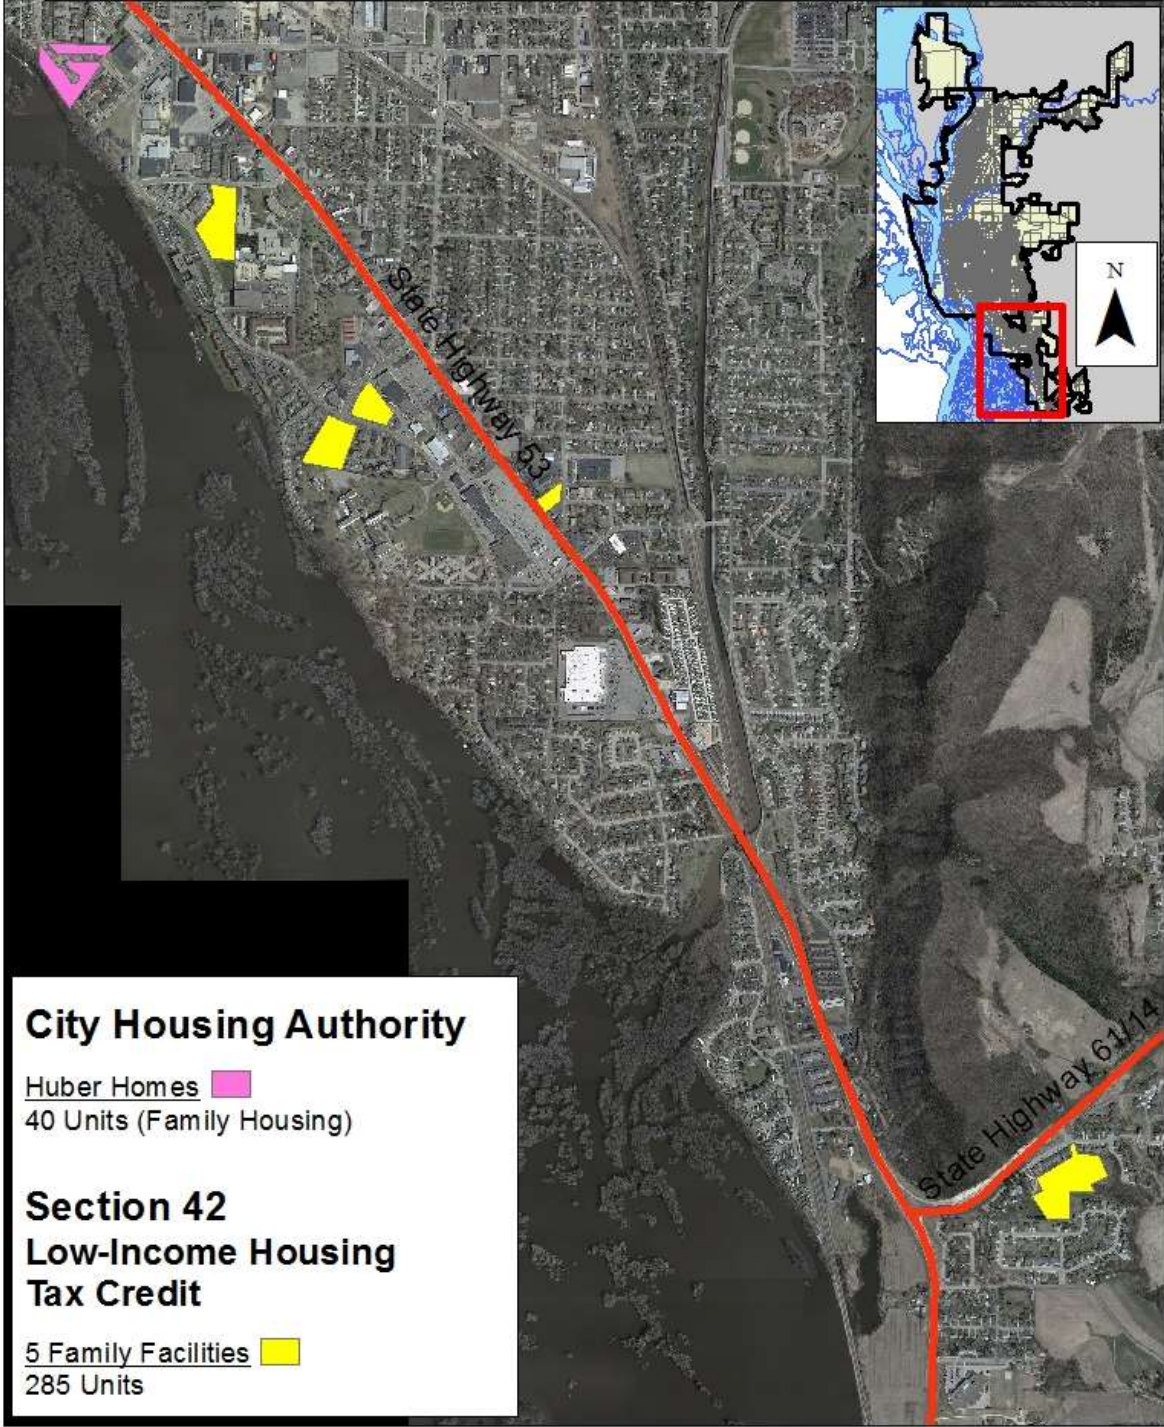 N
State Highway 53
State Highway 61/14
City Housing Authority
Huber Homes
40 Units (Family Housing)
Section 42
Low-Income Housing
Tax Credit
5 Family Facilities
285 Units